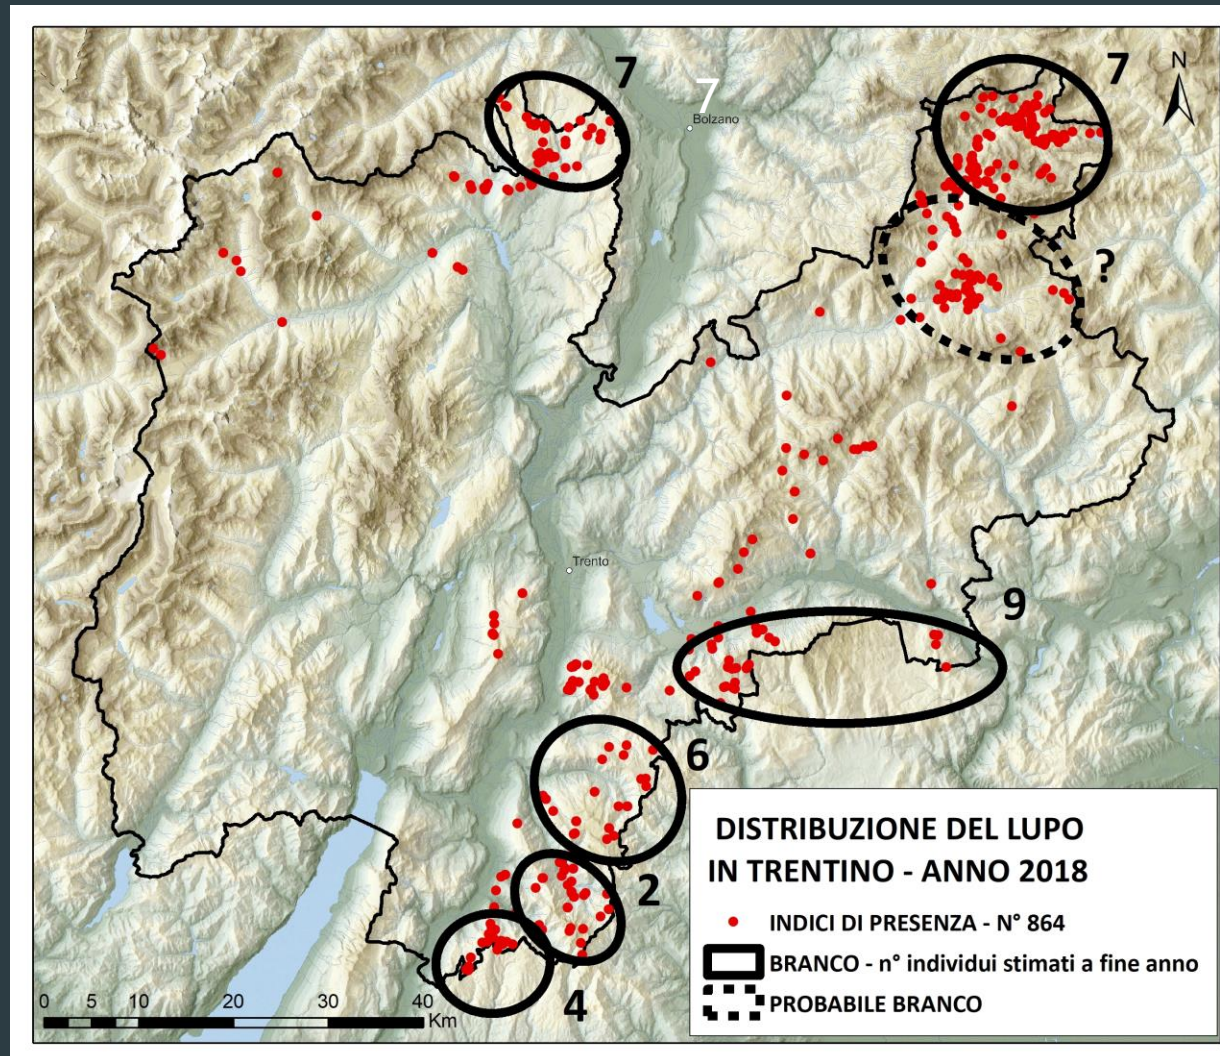 7
7
N
7
Bolzano
?
Trento
9
6
2
4
DISTRIBUZIONE DEL LUPO
IN TRENTINO - ANNO 2018
INDICI DI PRESENZA - N° 864
BRANCO - n° individui stimati a fine anno
PROBABILE BRANCO
0 5 10 20 30 40
Km